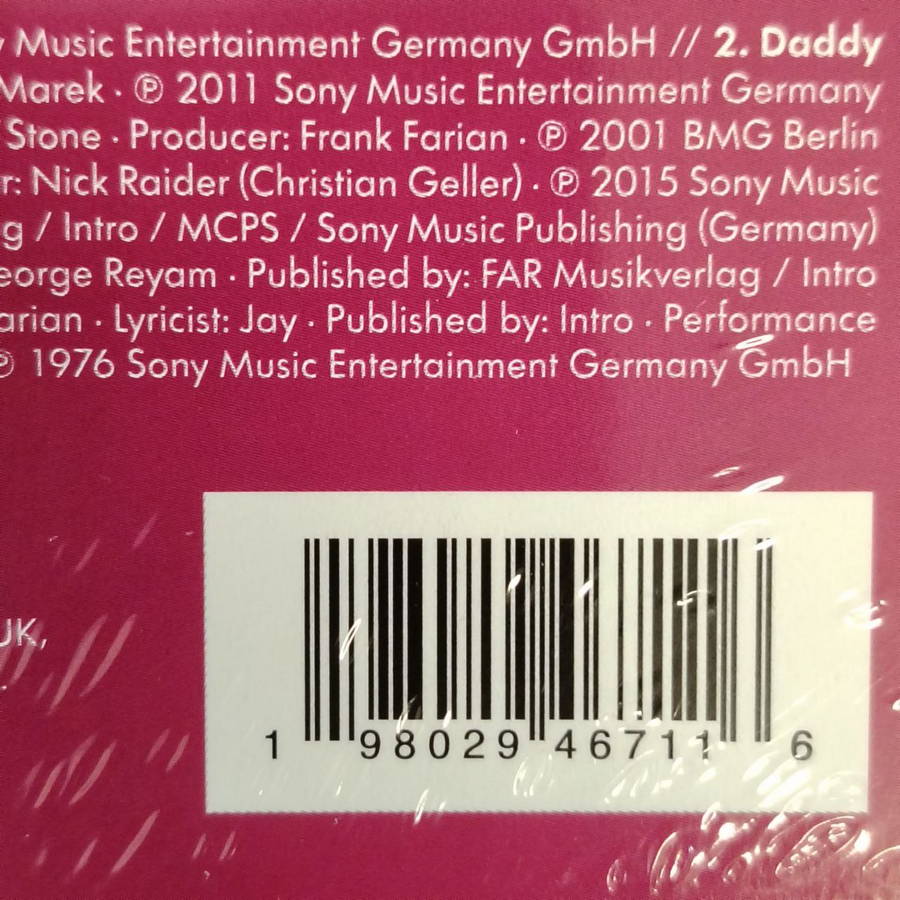 Music Entertainment Germany GmbH // 2. Daddy
Marek · ℗ 2011 Sony Music Entertainment Germany
Stone · Producer: Frank Farian · ℗ 2001 BMG Berlin
r: Nick Raider (Christian Geller) · ℗ 2015 Sony Music
g / Intro / MCPS / Sony Music Publishing (Germany)
eorge Reyam · Published by: FAR Musikverlag / Intro
arian · Lyricist: Jay · Published by: Intro · Performance
℗ 1976 Sony Music Entertainment Germany GmbH
UK,
1 98029 46711 6